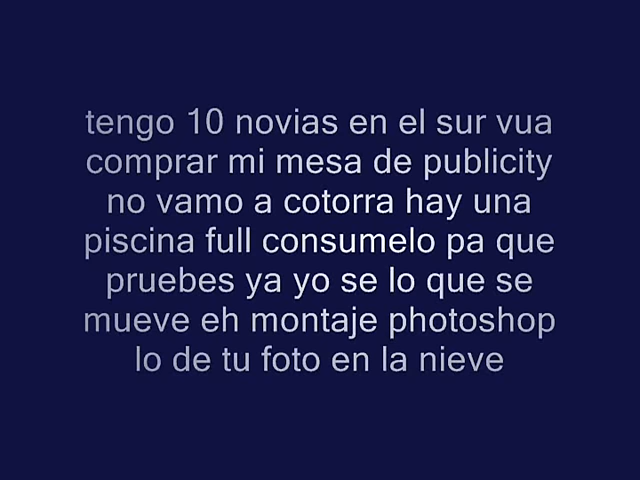 tengo 10 novias en el sur vua
comprar mi mesa de publicity
no vamo a cotorra hay una
piscina full consumelo pa que
pruebes ya yo se lo que se
mueve eh montaje photoshop
lo de tu foto en la nieve